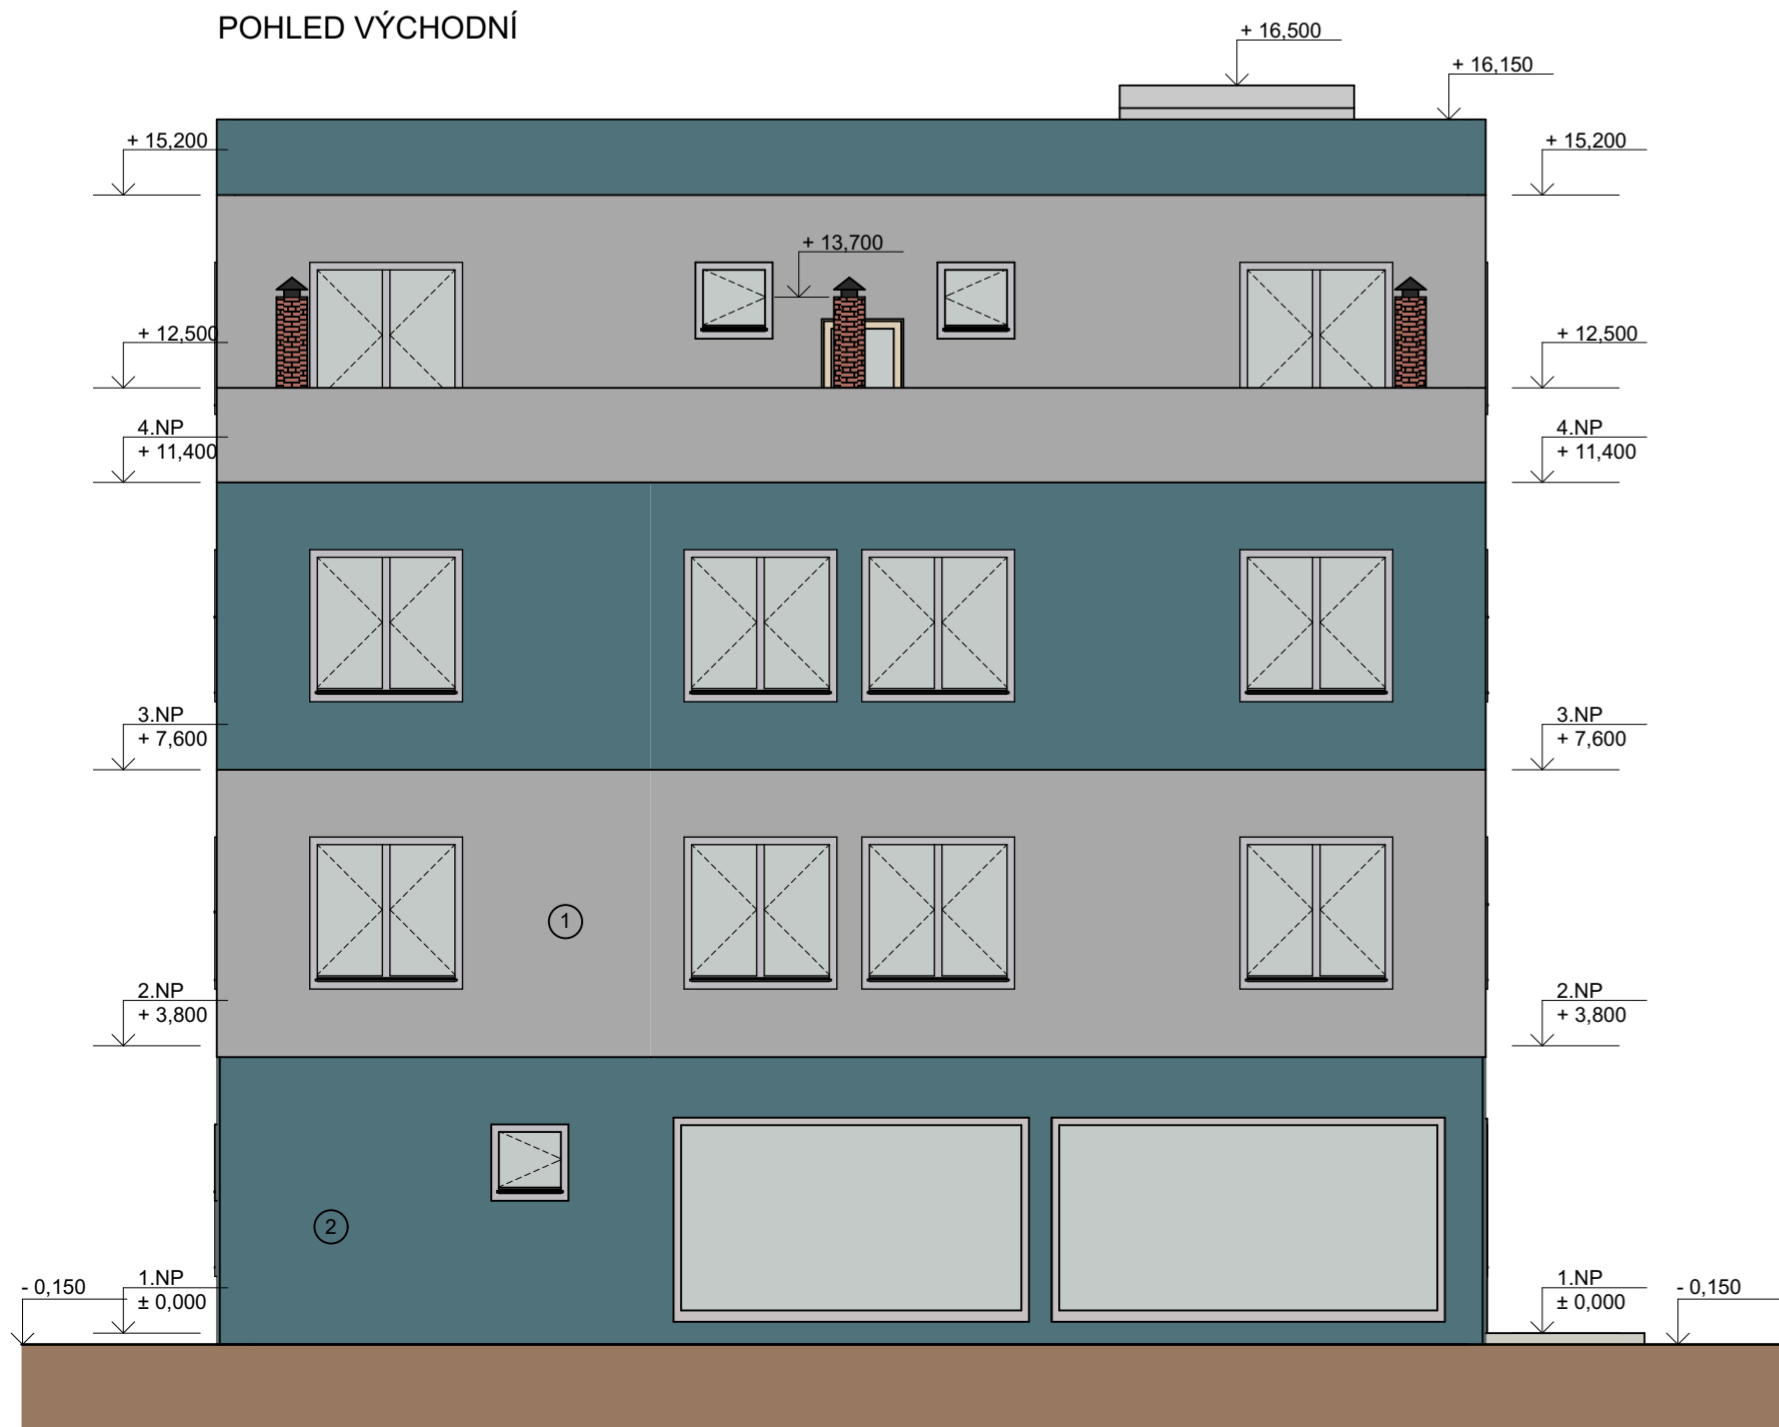 POHLED VÝCHODNÍ
+ 16,500
+ 16,150
+ 15,200
+ 15,200
+ 13,700
+ 12,500
+ 12,500
4.NP
+ 11,400
4.NP
+ 11,400
3.NP
+ 7,600
3.NP
+ 7,600
1
2.NP
+ 3,800
2.NP
+ 3,800
2
- 0,150
1.NP
± 0,000
1.NP
± 0,000
- 0,150